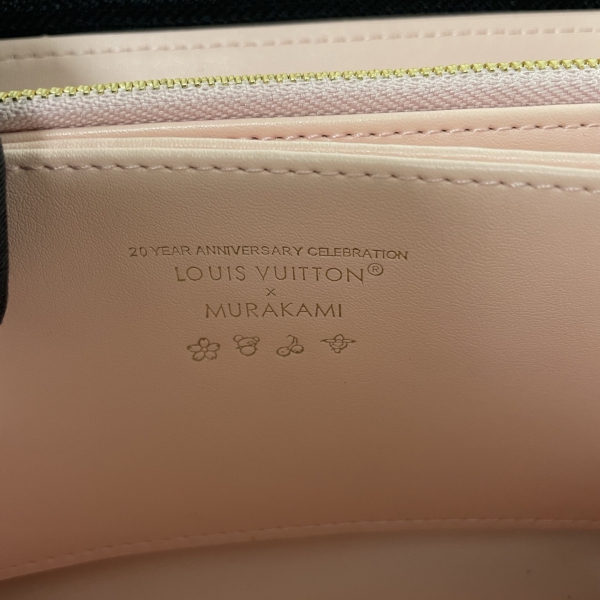 20 YEAR ANNIVERSARY CELEBRATION
LOUIS VUITTON®
×
MURAKAMI